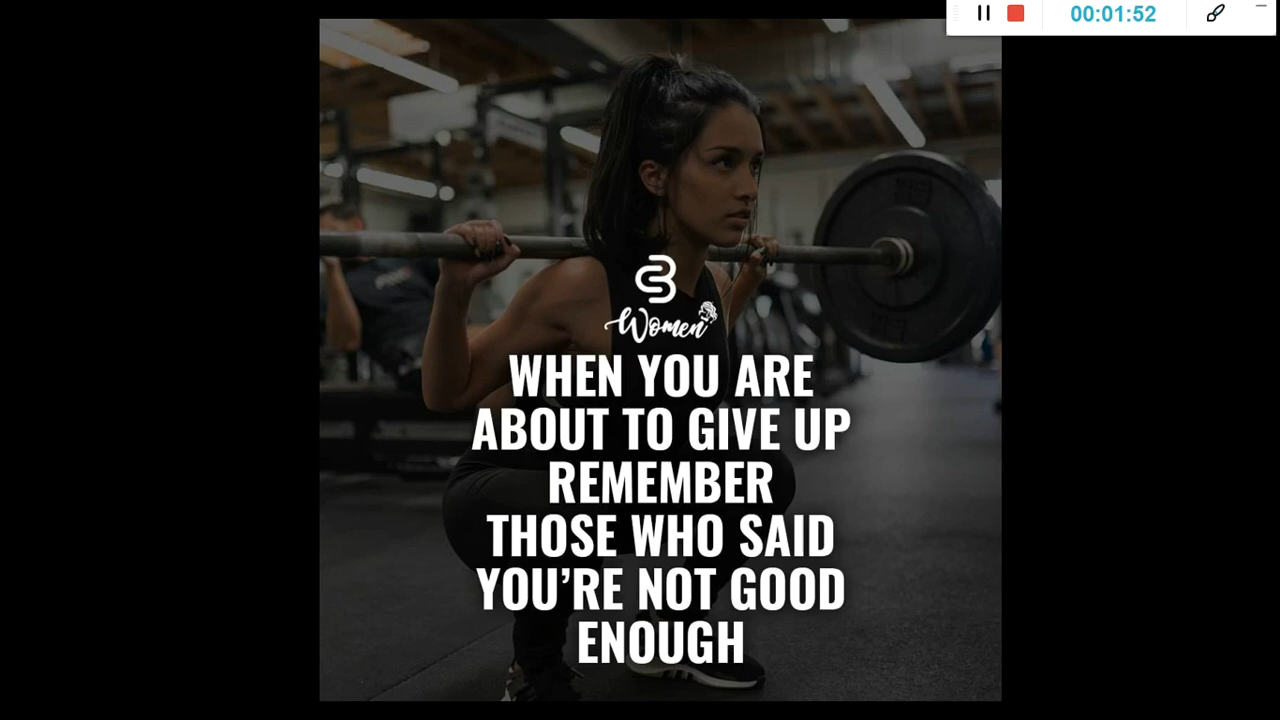 00:01:52
Women
WHEN YOU ARE
ABOUT TO GIVE UP
REMEMBER
THOSE WHO SAID
YOU’RE NOT GOOD
ENOUGH